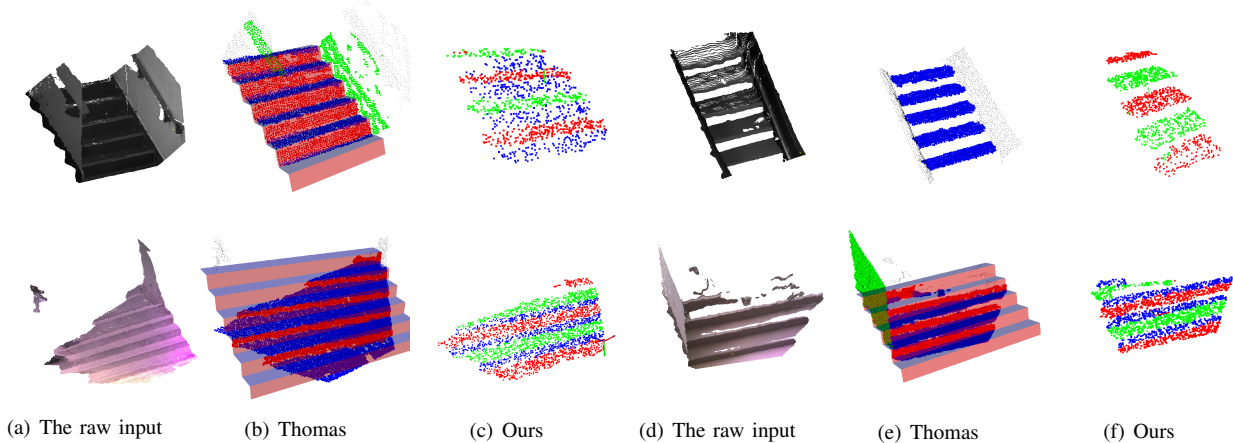 (a) The raw input
(b) Thomas
(c) Ours
(d) The raw input
(e) Thomas
(f) Ours